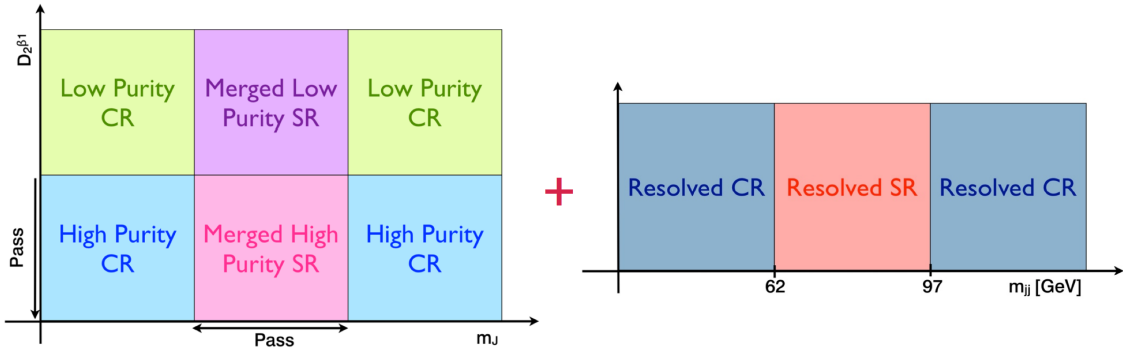 D₂β1
Low Purity
CR
Merged Low
Purity SR
Low Purity
CR
Pass
High Purity
CR
Merged High
Purity SR
High Purity
CR
Pass
mJ
+
Resolved CR
Resolved SR
Resolved CR
62
97
mjj [GeV]